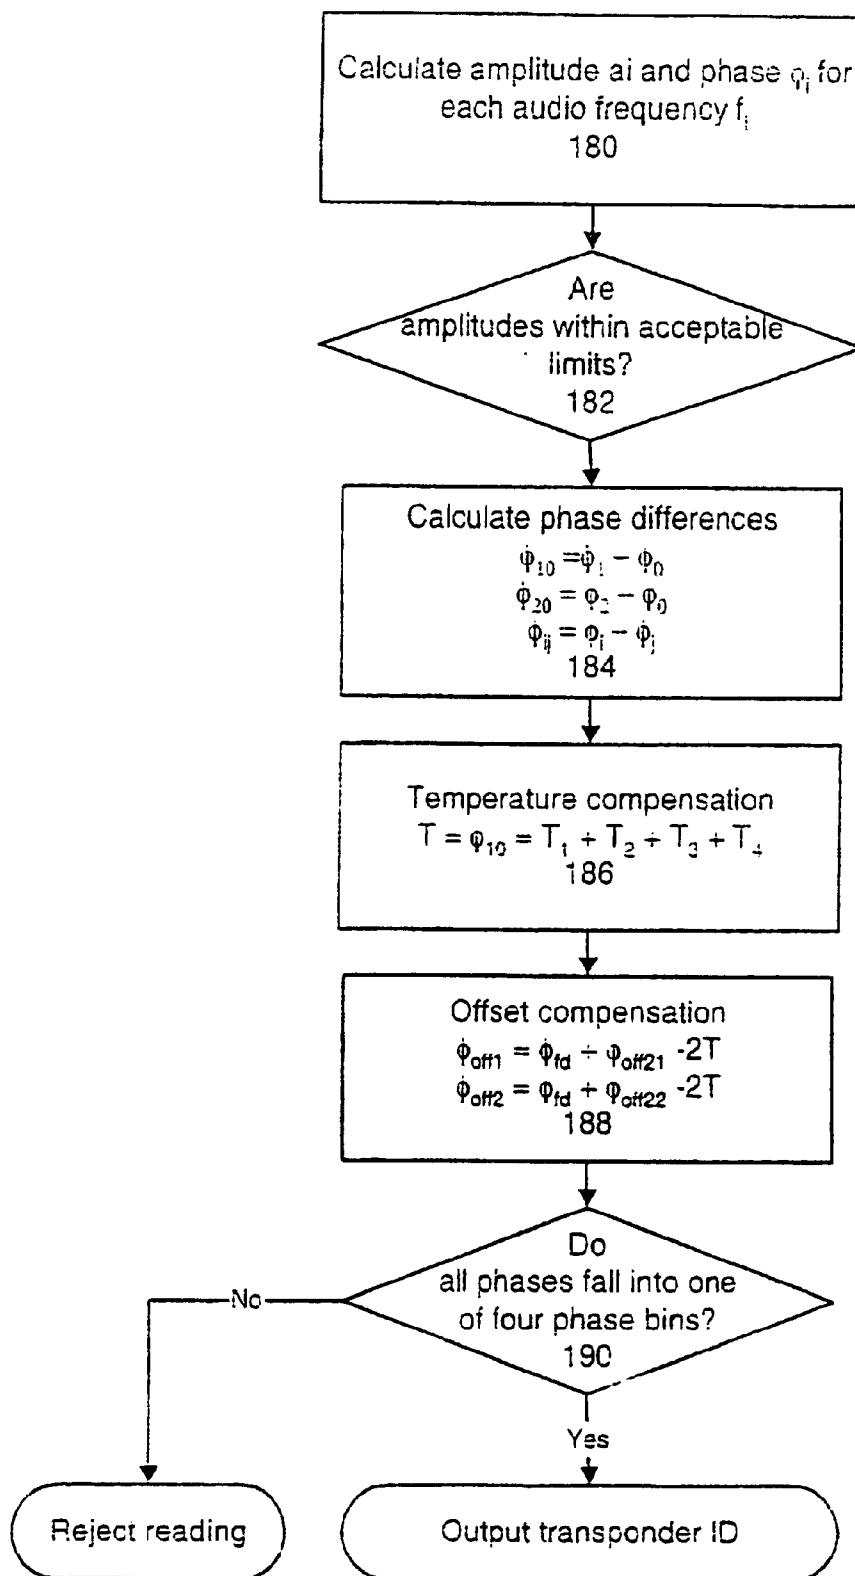 Calculate amplitude ai and phase φᵢ for
each audio frequency fᵢ
180
Are
amplitudes within acceptable
limits?
182
Calculate phase differences
φ₁₀ = φ₁ − φ₀
φ₂₀ = φ₂ − φ₀
φᵢⱼ = φᵢ − φⱼ
184
Temperature compensation
T = φ₁₀ = T₁ + T₂ + T₃ + T₄
186
Offset compensation
φoff1 = φfd + φoff21 -2T
φoff2 = φfd + φoff22 -2T
188
Do
all phases fall into one
of four phase bins?
190
No
Yes
Reject reading
Output transponder ID